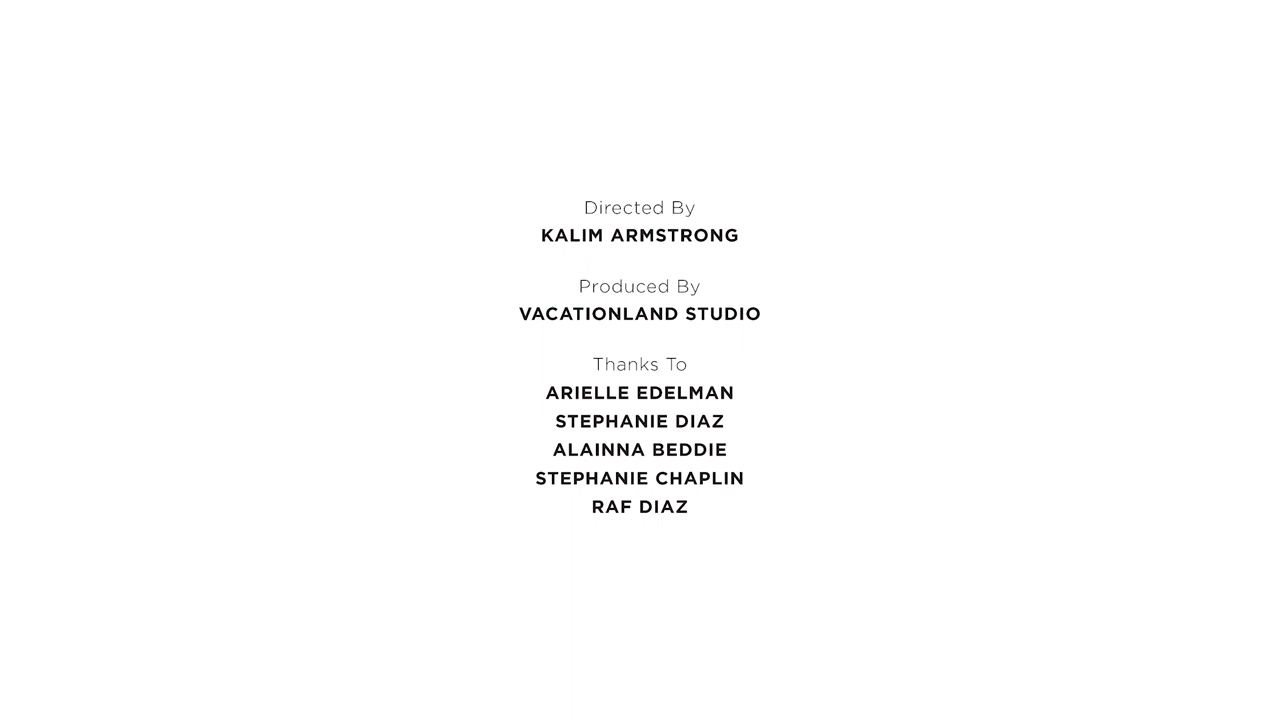 Directed By
KALIM ARMSTRONG
Produced By
VACATIONLAND STUDIO
Thanks To
ARIELLE EDELMAN
STEPHANIE DIAZ
ALAINNA BEDDIE
STEPHANIE CHAPLIN
RAF DIAZ